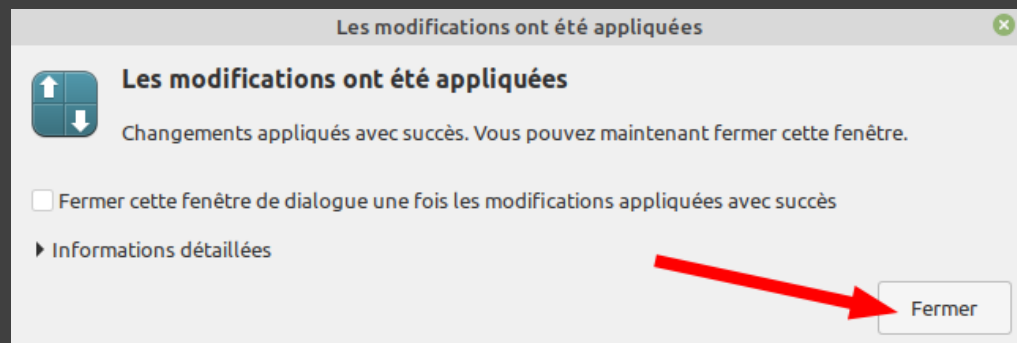 Les modifications ont été appliquées
Les modifications ont été appliquées
Changements appliqués avec succès. Vous pouvez maintenant fermer cette fenêtre.
Fermer cette fenêtre de dialogue une fois les modifications appliquées avec succès
Informations détaillées
Fermer